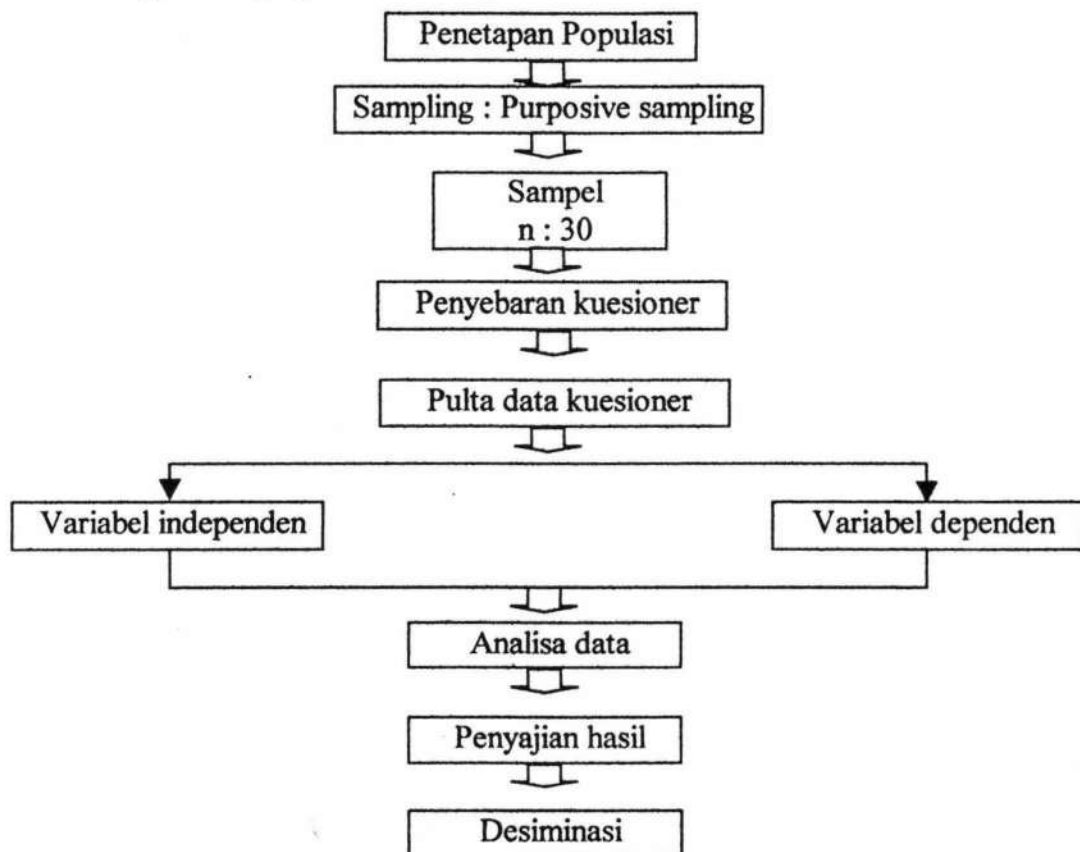 Penetapan Populasi
Sampling : Purposive sampling
Sampel
n : 30
Penyebaran kuesioner
Pulta data kuesioner
Variabel independen
Variabel dependen
Analisa data
Penyajian hasil
Desiminasi